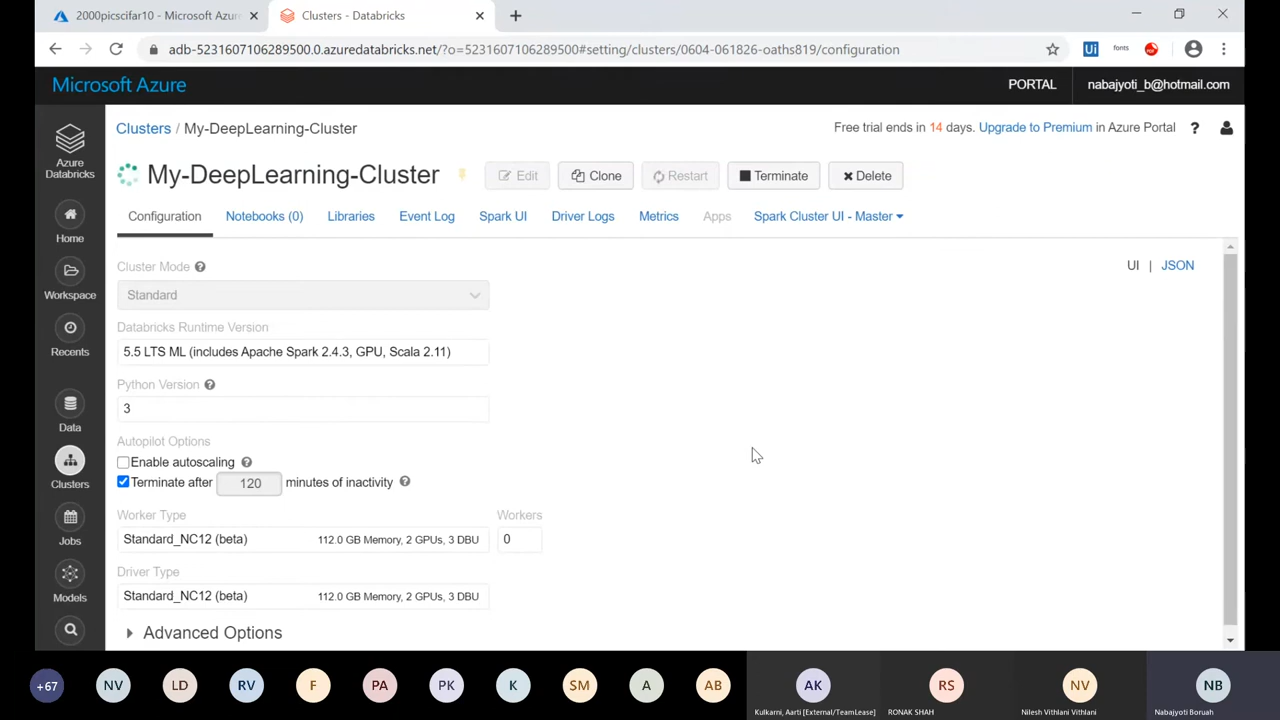 2000picscifar10 - Microsoft Azur
Clusters - Databricks
adb-5231607106289500.0.azuredatabricks.net/?o=5231607106289500#setting/clusters/0604-061826-oaths819/configuration
Ui
fonts
Microsoft Azure
PORTAL
nabajyoti_b@hotmail.com
Azure
Databricks
Home
Workspace
Recents
Data
Clusters
Jobs
Models
Clusters / My-DeepLearning-Cluster
Free trial ends in 14 days. Upgrade to Premium in Azure Portal ?
My-DeepLearning-Cluster
Edit
Clone
Restart
Terminate
Delete
Configuration
Notebooks (0)
Libraries
Event Log
Spark UI
Driver Logs
Metrics
Apps
Spark Cluster UI - Master
UI | JSON
Cluster Mode ?
Standard
Databricks Runtime Version
5.5 LTS ML (includes Apache Spark 2.4.3, GPU, Scala 2.11)
Python Version ?
3
Autopilot Options
Enable autoscaling ?
Terminate after 120 minutes of inactivity ?
Worker Type
Workers
Standard_NC12 (beta) 112.0 GB Memory, 2 GPUs, 3 DBU
0
Driver Type
Standard_NC12 (beta) 112.0 GB Memory, 2 GPUs, 3 DBU
Advanced Options
+67
NV
LD
RV
F
PA
PK
K
SM
A
AB
AK
RS
NV
NB
Kulkarni, Aarti [External/TeamLease]
RONAK SHAH
Nilesh Vithlani Vithlani
Nabajyoti Boruah